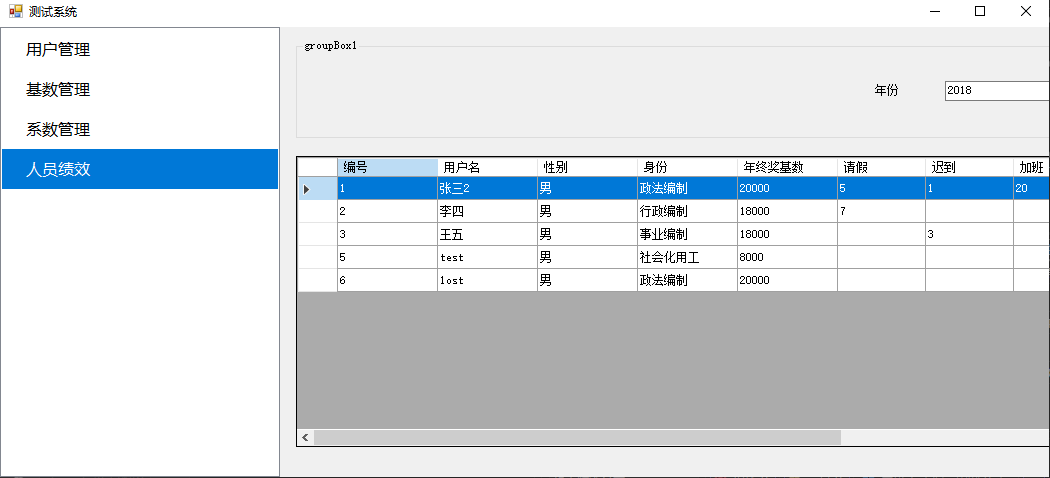 测试系统
用户管理
基数管理
系数管理
人员绩效
groupBox1
年份 2018
编号 用户名 性别 身份 年终奖基数 请假 迟到 加班
1 张三2 男 政法编制 20000 5 1 20
2 李四 男 行政编制 18000 7
3 王五 男 事业编制 18000 3
5 test 男 社会化用工 8000
6 lost 男 政法编制 20000